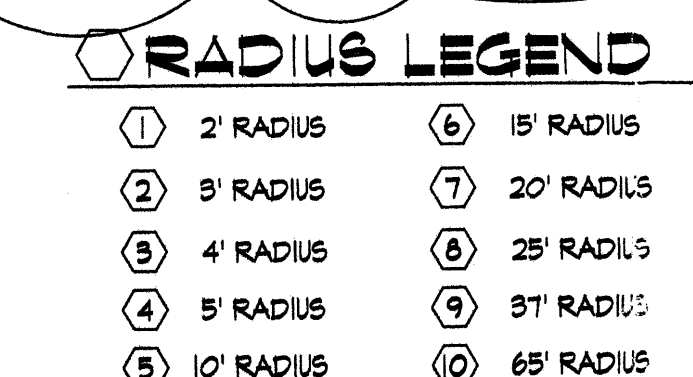 RADIUS LEGEND
1 2' RADIUS
2 3' RADIUS
3 4' RADIUS
4 5' RADIUS
5 10' RADIUS
6 15' RADIUS
7 20' RADIUS
8 25' RADIUS
9 37' RADIUS
10 65' RADIUS